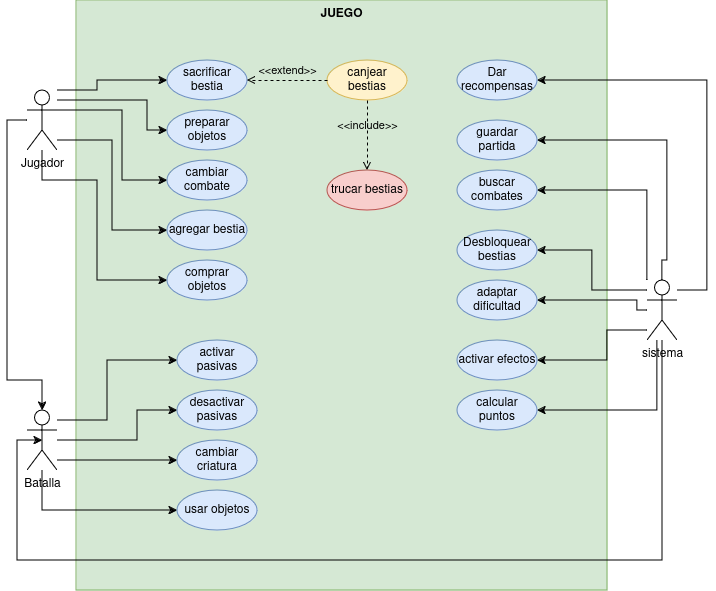 JUEGO
sacrificar
bestia
<<extend>>
canjear
bestias
Dar
recompensas
preparar
objetos
<<include>>
guardar
partida
Jugador
cambiar
combate
trucar bestias
buscar
combates
agregar bestia
Desbloquear
bestias
comprar
objetos
adaptar
dificultad
sistema
activar
pasivas
activar efectos
desactivar
pasivas
calcular
puntos
Batalla
cambiar
criatura
usar objetos